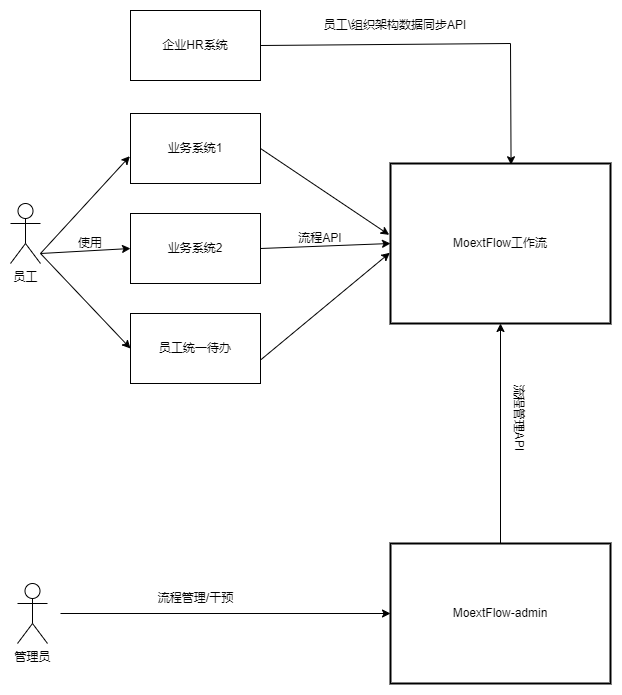 员工\组织架构数据同步API
企业HR系统
业务系统1
使用
业务系统2
流程API
MoextFlow工作流
员工
员工统一待办
流程管理API
流程管理/干预
MoextFlow-admin
管理员